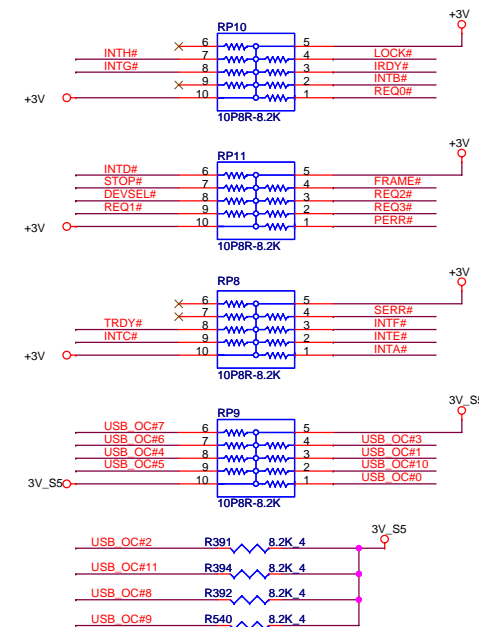 +3V
RP10
6 5
INTH# 7 4 LOCK#
INTG# 8 3 IRDY#
9 2 INTB#
+3V 10 1 REQ0#
10P8R-8.2K
+3V
RP11
INTD# 6 5
STOP# 7 4 FRAME#
DEVSEL# 8 3 REQ2#
REQ1# 9 2 REQ3#
+3V 10 1 PERR#
10P8R-8.2K
+3V
RP8
6 5
7 4 SERR#
TRDY# 8 3 INTF#
INTC# 9 2 INTE#
+3V 10 1 INTA#
10P8R-8.2K
3V_S5
RP9
USB_OC#7 6 5
USB_OC#6 7 4 USB_OC#3
USB_OC#4 8 3 USB_OC#1
USB_OC#5 9 2 USB_OC#10
3V_S5 10 1 USB_OC#0
10P8R-8.2K
3V_S5
USB_OC#2 R391 8.2K_4
USB_OC#11 R394 8.2K_4
USB_OC#8 R392 8.2K_4
USB_OC#9 R540 8.2K_4